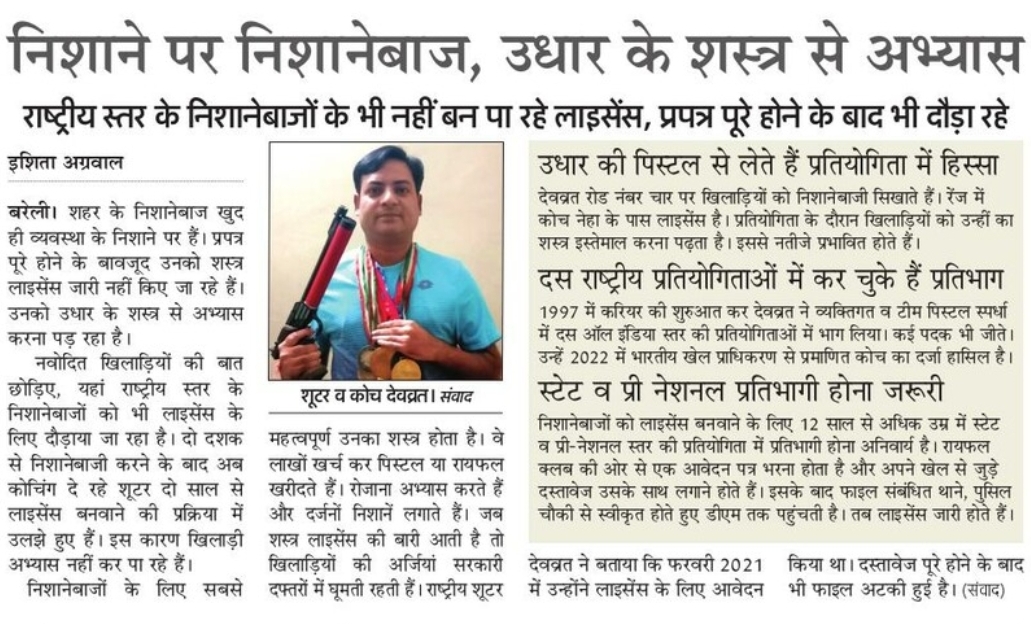 निशाने पर निशानेबाज, उधार के शस्त्र से अभ्यास
राष्ट्रीय स्तर के निशानेबाजों के भी नहीं बन पा रहे लाइसेंस, प्रपत्र पूरे होने के बाद भी दौड़ा रहे
इशिता अग्रवाल
बरेली। शहर के निशानेबाज खुद
ही व्यवस्था के निशाने पर हैं। प्रपत्र
पूरे होने के बावजूद उनको शस्त्र
लाइसेंस जारी नहीं किए जा रहे हैं।
उनको उधार के शस्त्र से अभ्यास
करना पड़ रहा है।
नवोदित खिलाड़ियों की बात
छोड़िए, यहां राष्ट्रीय स्तर के
निशानेबाजों को भी लाइसेंस के
लिए दौड़ाया जा रहा है। दो दशक
से निशानेबाजी करने के बाद अब
कोचिंग दे रहे शूटर दो साल से
लाइसेंस बनवाने की प्रक्रिया में
उलझे हुए हैं। इस कारण खिलाड़ी
अभ्यास नहीं कर पा रहे हैं।
निशानेबाजों के लिए सबसे
शूटर व कोच देवब्रत। संवाद
महत्वपूर्ण उनका शस्त्र होता है। वे
लाखों खर्च कर पिस्टल या रायफल
खरीदते हैं। रोजाना अभ्यास करते हैं
और दर्जनों निशानें लगाते हैं। जब
शस्त्र लाइसेंस की बारी आती है तो
खिलाड़ियों की अर्जियां सरकारी
दफ्तरों में घूमती रहती हैं। राष्ट्रीय शूटर
उधार की पिस्टल से लेते हैं प्रतियोगिता में हिस्सा
देवब्रत रोड नंबर चार पर खिलाड़ियों को निशानेबाजी सिखाते हैं। रेंज में
कोच नेहा के पास लाइसेंस है। प्रतियोगिता के दौरान खिलाड़ियों को उन्हीं का
शस्त्र इस्तेमाल करना पढ़ता है। इससे नतीजे प्रभावित होते हैं।
दस राष्ट्रीय प्रतियोगिताओं में कर चुके हैं प्रतिभाग
1997 में करियर की शुरुआत कर देवब्रत ने व्यक्तिगत व टीम पिस्टल स्पर्धा
में दस ऑल इंडिया स्तर की प्रतियोगिताओं में भाग लिया। कई पदक भी जीते।
उन्हें 2022 में भारतीय खेल प्राधिकरण से प्रमाणित कोच का दर्जा हासिल है।
स्टेट व प्री नेशनल प्रतिभागी होना जरूरी
निशानेबाजों को लाइसेंस बनवाने के लिए 12 साल से अधिक उम्र में स्टेट
व प्री-नेशनल स्तर की प्रतियोगिता में प्रतिभागी होना अनिवार्य है। रायफल
क्लब की ओर से एक आवेदन पत्र भरना होता है और अपने खेल से जुड़े
दस्तावेज उसके साथ लगाने होते हैं। इसके बाद फाइल संबंधित थाने, पुसिल
चौकी से स्वीकृत होते हुए डीएम तक पहुंचती है। तब लाइसेंस जारी होते हैं।
देवब्रत ने बताया कि फरवरी 2021
में उन्होंने लाइसेंस के लिए आवेदन
किया था। दस्तावेज पूरे होने के बाद
भी फाइल अटकी हुई है। (संवाद)